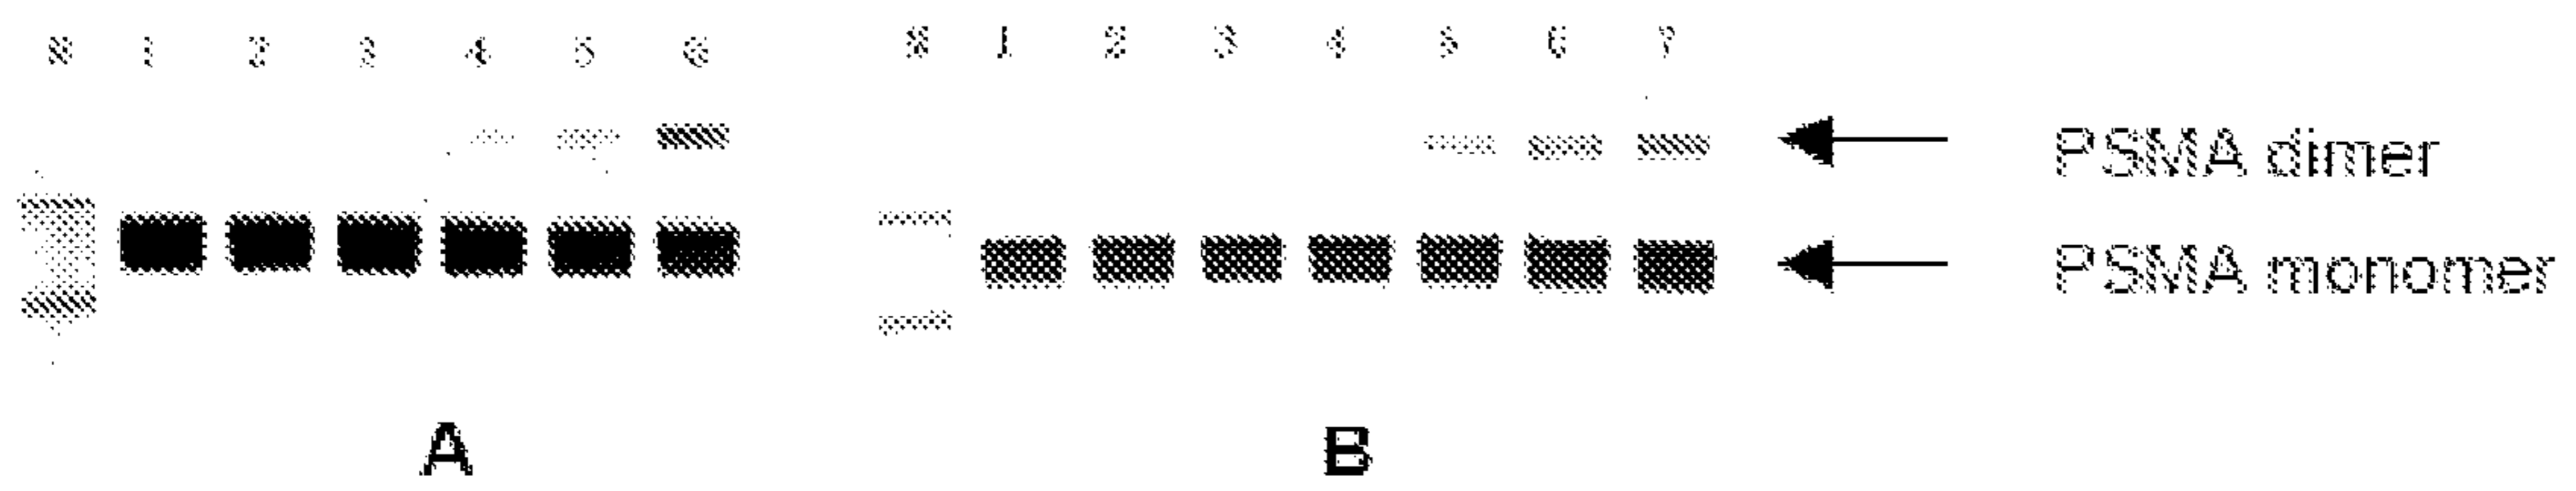 1 2 3 4 5 6
1 2 3 4 5 6 7
PSMA dimer
PSMA monomer
A
B